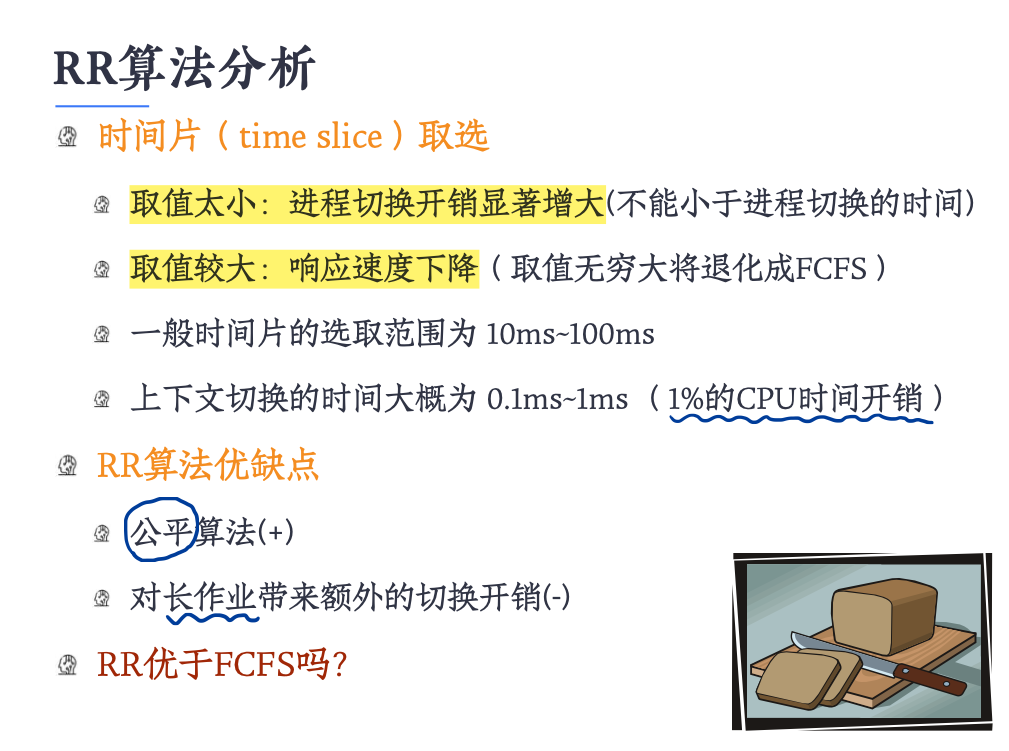 RR算法分析
时间片（time slice）取选
取值太小：进程切换开销显著增大(不能小于进程切换的时间)
取值较大：响应速度下降（取值无穷大将退化成FCFS）
一般时间片的选取范围为 10ms~100ms
上下文切换的时间大概为 0.1ms~1ms （1%的CPU时间开销）
RR算法优缺点
公平算法(+)
对长作业带来额外的切换开销(-)
RR优于FCFS吗？